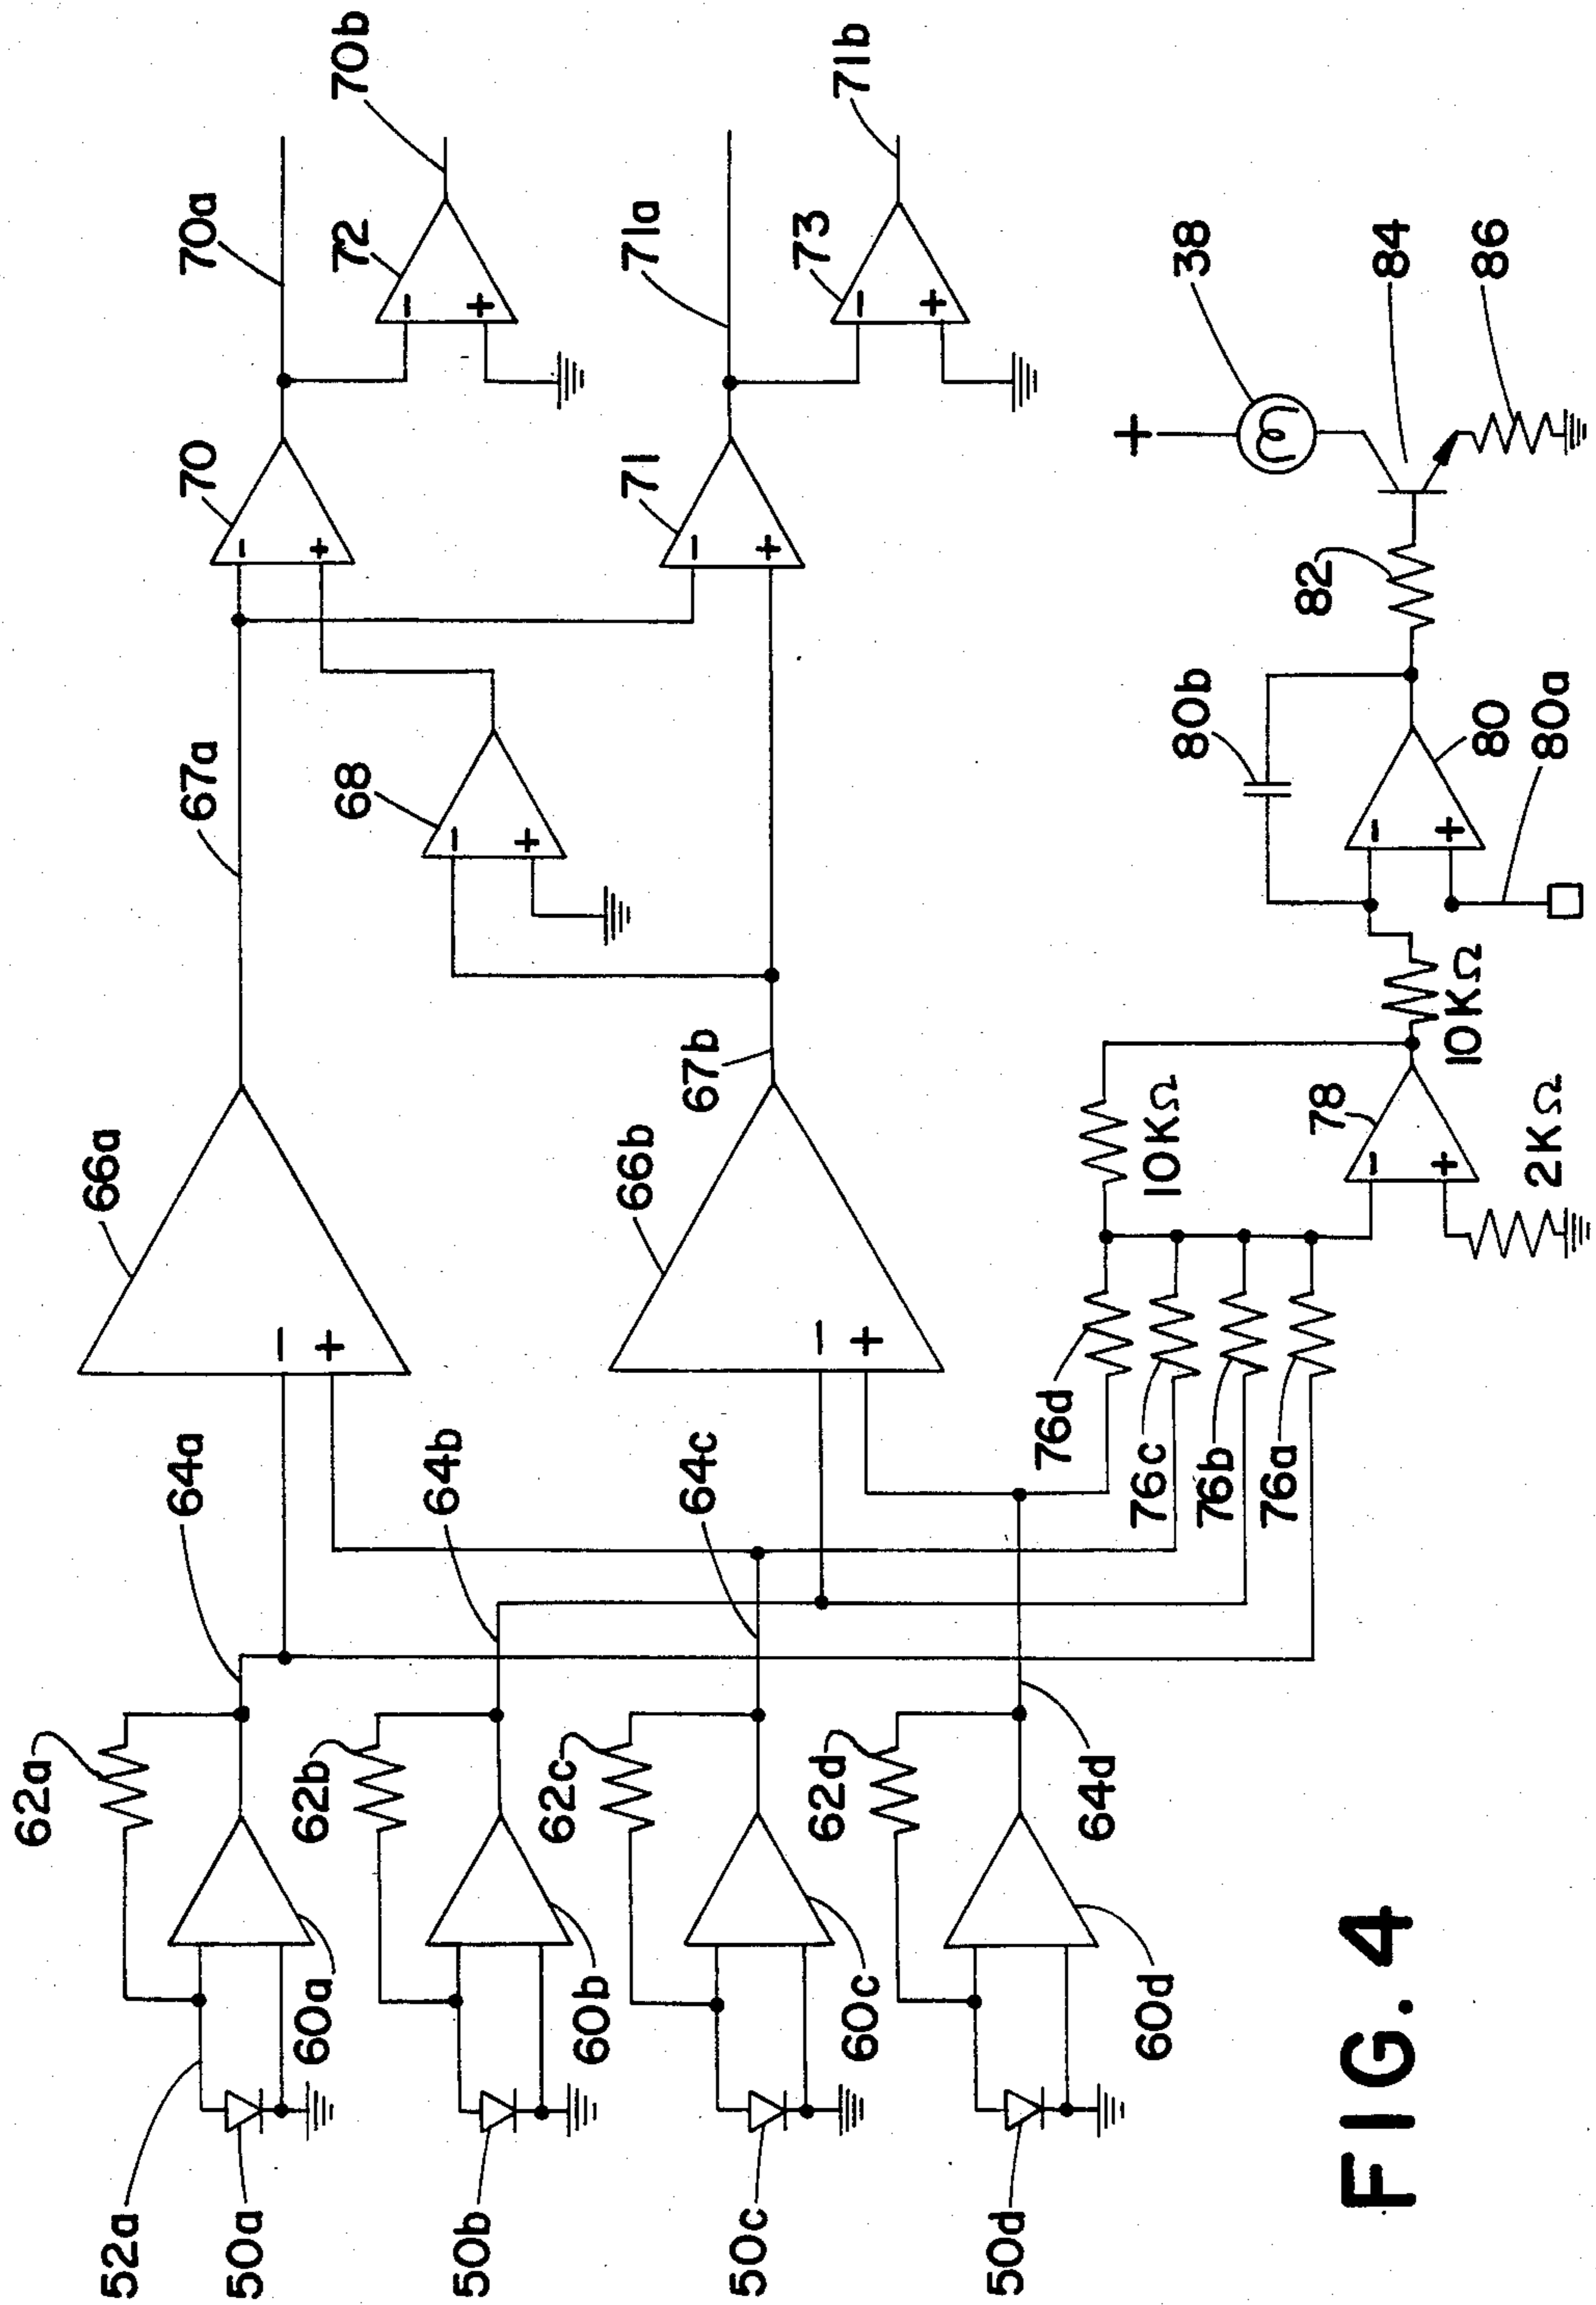 62a
64a
66a
67a
70
70a
70b
72
52a
50a
60a
62b
64b
68
50b
60b
66b
67b
71
71a
71b
73
62c
64c
50c
60c
62d
64d
50d
60d
76d
76c
76b
76a
10KΩ
78
2KΩ
10KΩ
80b
80
80a
82
38
84
86
+
-
+
-
+
-
+
-
+
-
+
-
+
-
+
-
+
-
+
FIG. 4